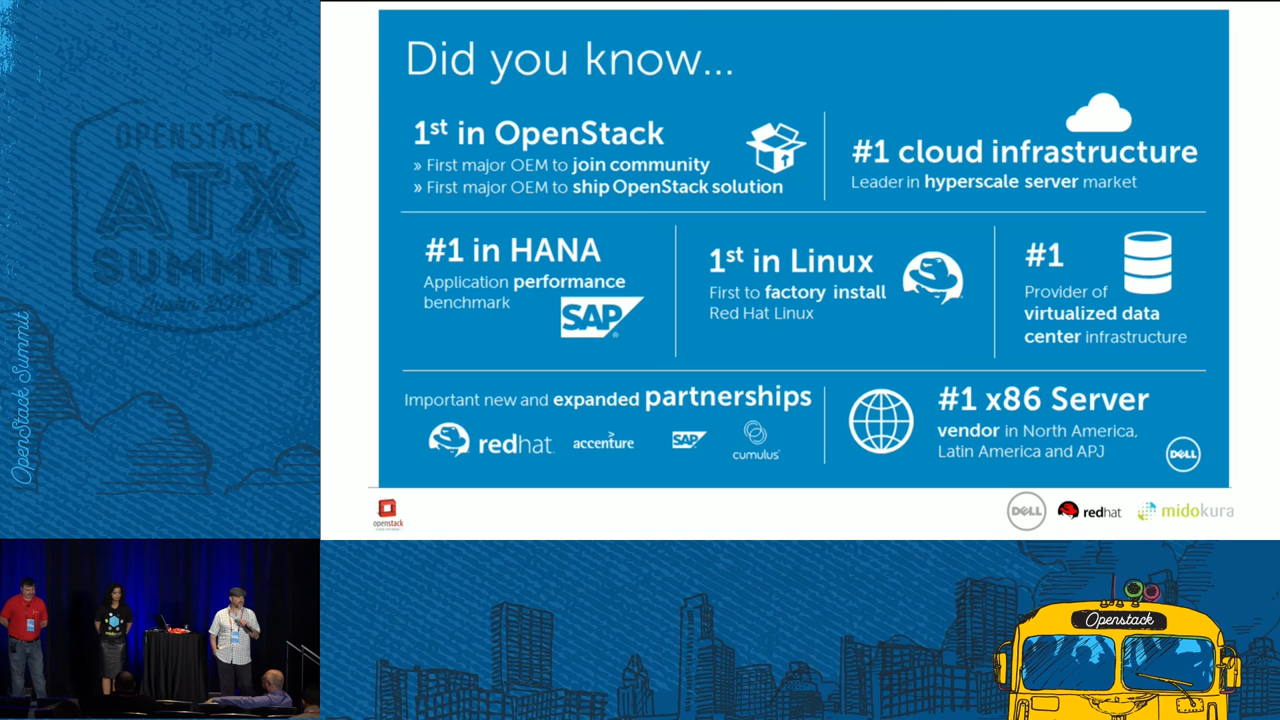 OPENSTACK
ATX
SUMMIT
OpenStack Summit
Did you know...
1st in OpenStack
» First major OEM to join community
» First major OEM to ship OpenStack solution
#1 cloud infrastructure
Leader in hyperscale server market
#1 in HANA
Application performance
benchmark
SAP
1st in Linux
First to factory install
Red Hat Linux
#1
Provider of
virtualized data
center infrastructure
Important new and expanded partnerships
redhat.
accenture
SAP
cumulus
#1 x86 Server
vendor in North America,
Latin America and APJ
DELL
openstack
DELL
redhat
midokura
Openstack